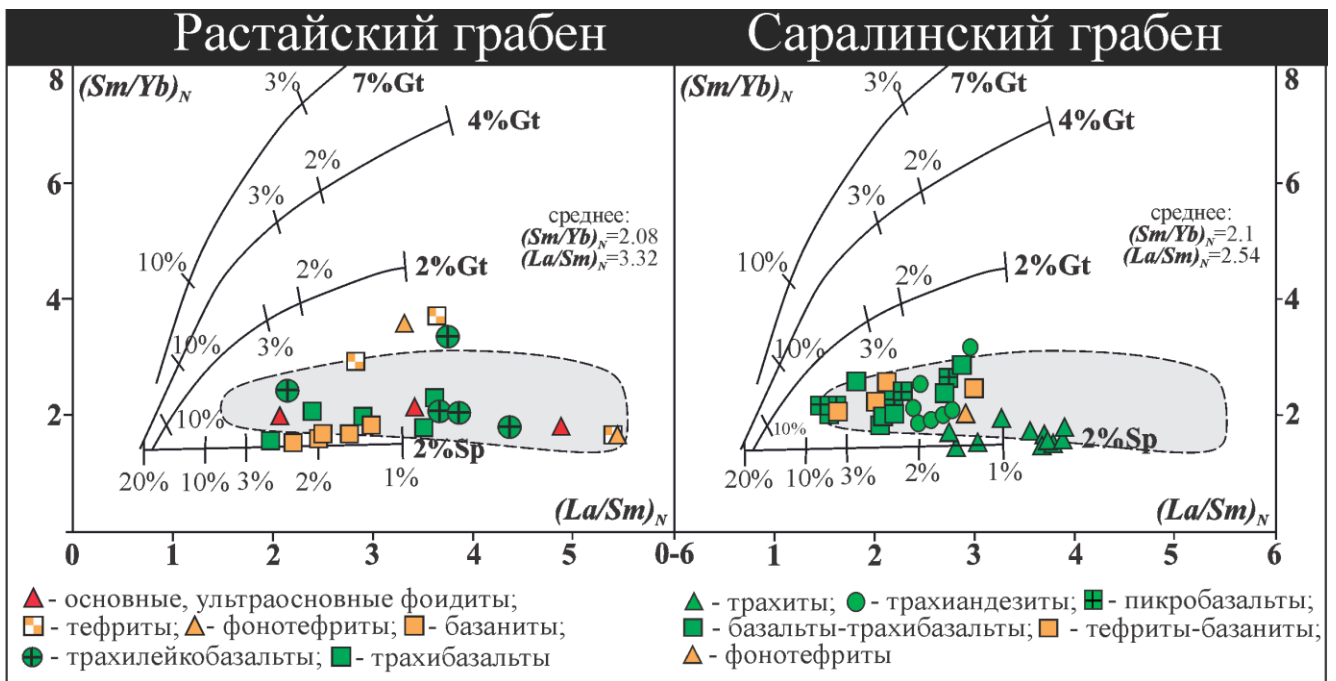 Растайский грабен
Саралинский грабен
8
(Sm/Yb)N
3%
7%Gt
4%Gt
2%
6
3%
среднее:
(Sm/Yb)N=2.08
(La/Sm)N=3.32
10%
2%
2%Gt
4
10%
3%
2
10%
2%Sp
20%
10%
3%
2%
1%
(La/Sm)N
0
1
2
3
4
5
0-6
(Sm/Yb)N
3%
7%Gt
8
4%Gt
2%
6
3%
среднее:
(Sm/Yb)N=2.1
(La/Sm)N=2.54
10%
2%
2%Gt
4
10%
3%
2
10%
2%Sp
20%
10%
3%
2%
1%
(La/Sm)N
1
2
3
4
5
6
- основные, ультраосновные фоидиты;
- тефриты; - фонотефриты; - базаниты;
- трахилейкобазальты; - трахибазальты
- трахиты; - трахиандезиты; - пикробазальты;
- базальты-трахибазальты; - тефриты-базаниты;
- фонотефриты